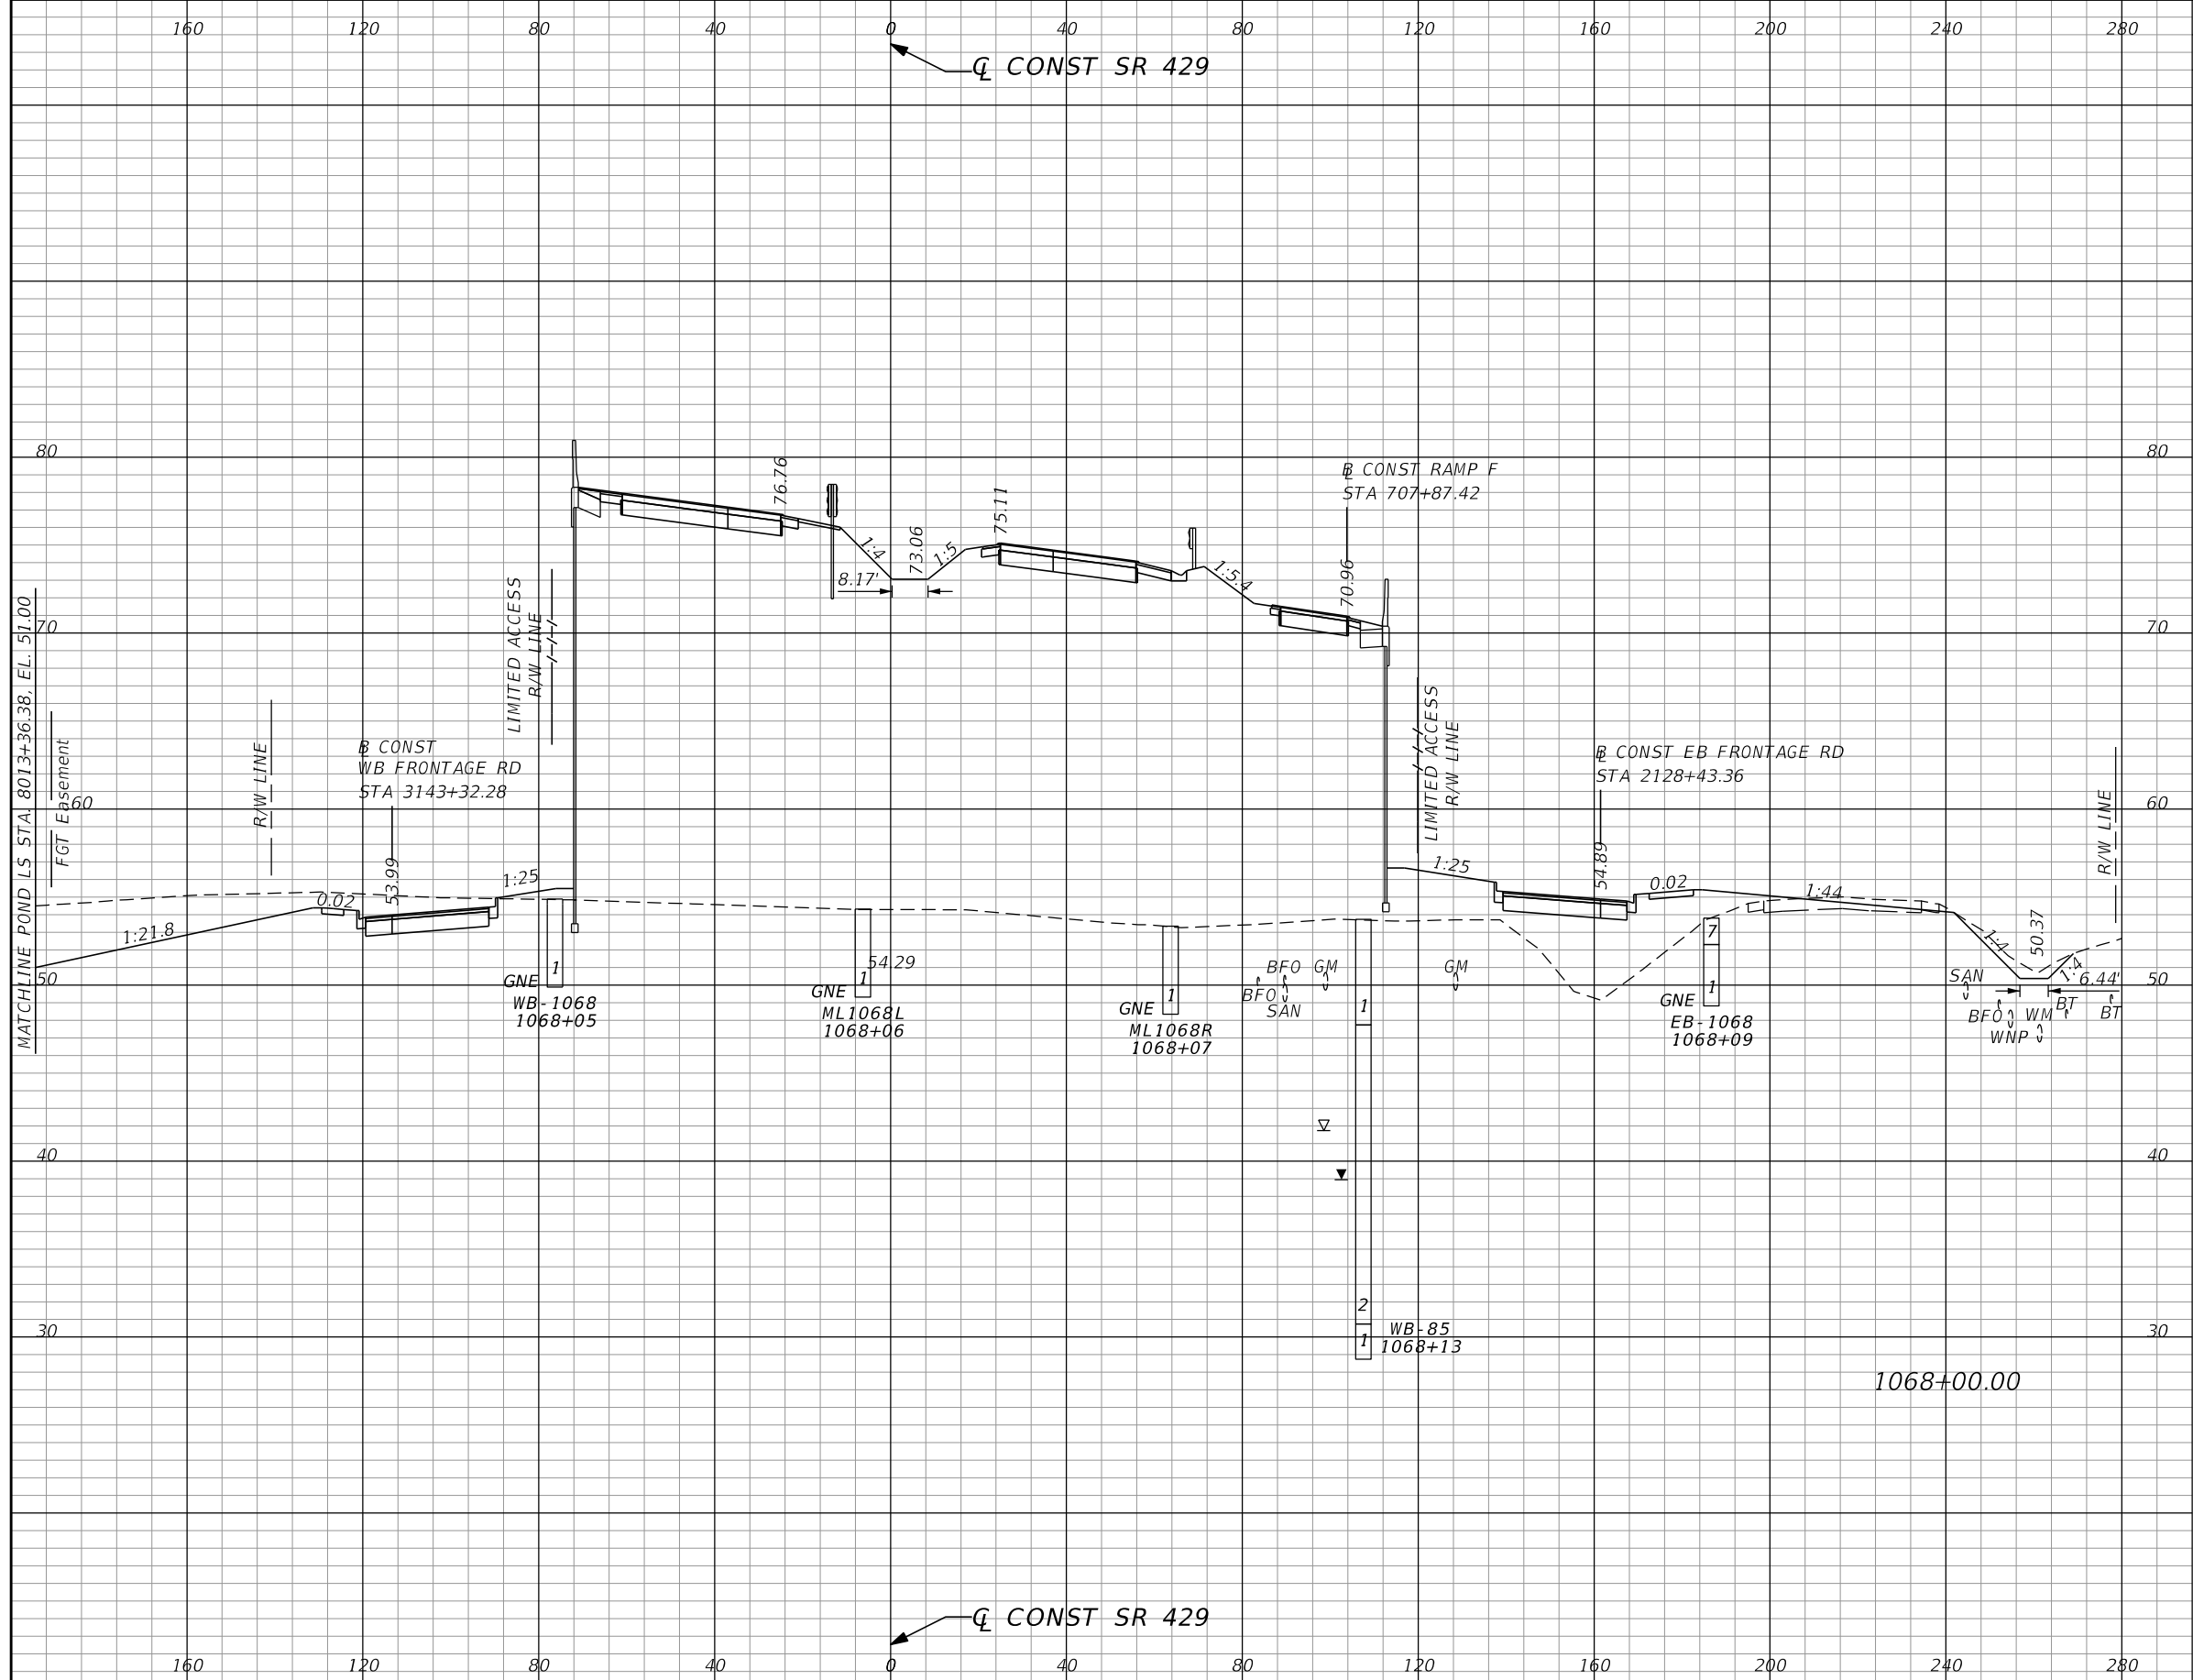 160 120 80 40 0 40 80 120 160 200 240 280
℄ CONST SR 429
80 80
76.76
75.11
73.06
1:4
1:5
8.17'
1:5.4
B̵L CONST RAMP F
STA 707+87.42
70.96
70 70
LIMITED ACCESS
R/W LINE
MATCHLINE POND LS STA. 8013+36.38, EL. 51.00
FGT Easement
R/W LINE
B̵L CONST
WB FRONTAGE RD
STA 3143+32.28
53.99
LIMITED ACCESS
R/W LINE
B̵L CONST EB FRONTAGE RD
STA 2128+43.36
54.89
R/W LINE
60 60
1:21.8
0.02
1:25
1:25
0.02
1:44
1:4
50.37
1:4
6.44'
50 50
GNE
1
WB-1068
1068+05
54.29
GNE
1
ML1068L
1068+06
GNE
1
ML1068R
1068+07
BFO
GM
BFO
SAN
GM
7
GNE
1
EB-1068
1068+09
SAN
BFO
WM
BT
BT
WNP
1
2
1
WB-85
1068+13
40 40
30 30
1068+00.00
℄ CONST SR 429
160 120 80 40 0 40 80 120 160 200 240 280